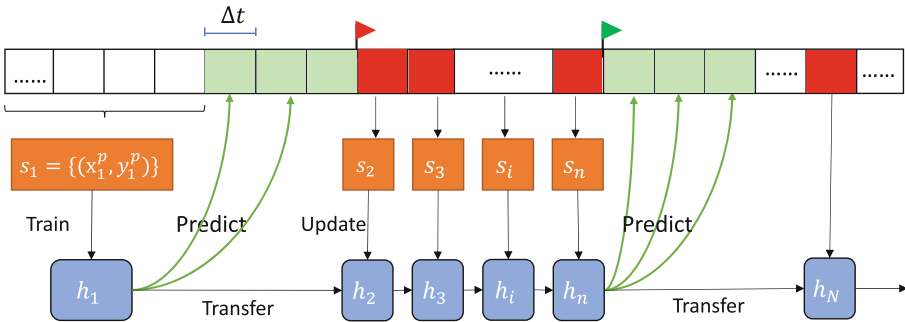 Δt
...... ...... ...... ......
s₁ = {(x₁ᵖ, y₁ᵖ)} s₂ s₃ sᵢ sₙ
Train Predict Update Predict
h₁ h₂ h₃ hᵢ hₙ h_N
Transfer Transfer